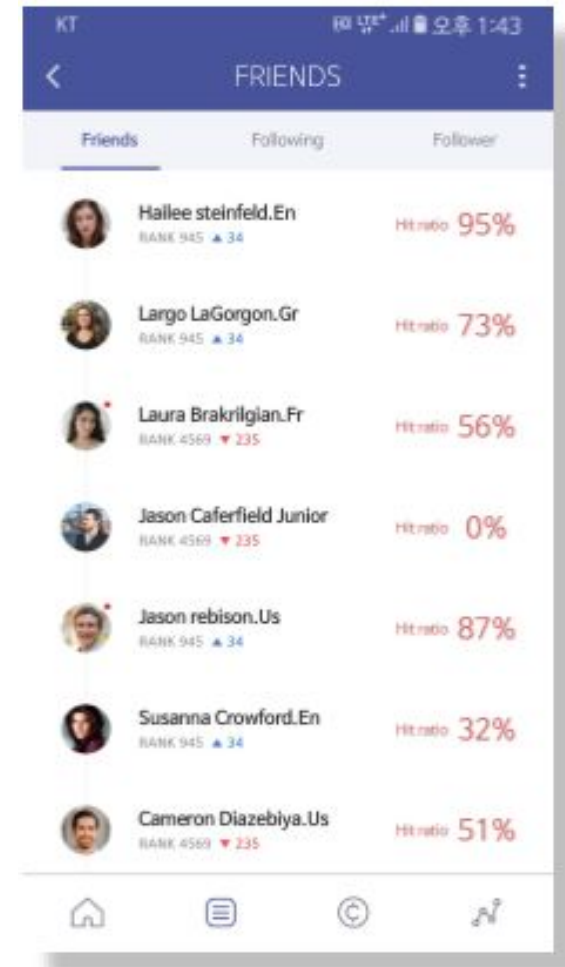 KT
LTE+ 오후 1:43
FRIENDS
Friends Following Follower
Hailee steinfeld.En
RANK 945 ▲ 34
Hit ratio 95%
Largo LaGorgon.Gr
RANK 945 ▲ 34
Hit ratio 73%
Laura Brakrilgian.Fr
RANK 4569 ▼ 235
Hit ratio 56%
Jason Caferfield Junior
RANK 4569 ▼ 235
Hit ratio 0%
Jason rebison.Us
RANK 945 ▲ 34
Hit ratio 87%
Susanna Crowford.En
RANK 945 ▲ 34
Hit ratio 32%
Cameron Diazebiya.Us
RANK 4569 ▼ 235
Hit ratio 51%